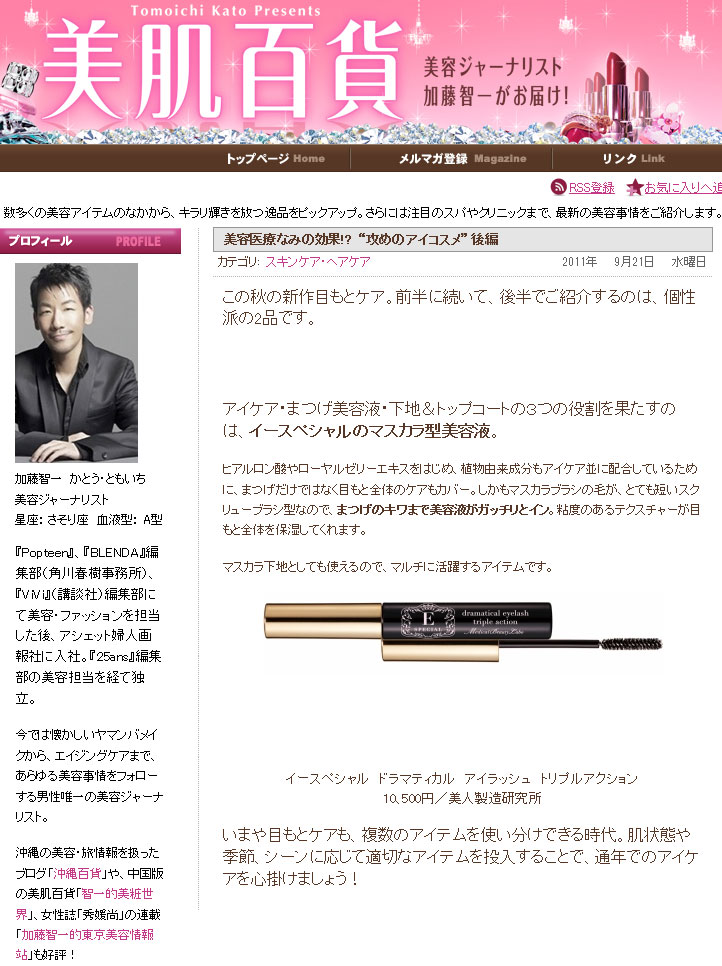 Tomoichi Kato Presents
美肌百貨
美容ジャーナリスト
加藤智一がお届け!
トップページ Home
メルマガ登録 Magazine
リンク Link
RSS登録
お気に入りへ追
数多くの美容アイテムのなかから、キラリ輝きを放つ逸品をピックアップ。さらには注目のスパやクリニックまで、最新の美容事情をご紹介します。
プロフィール PROFILE
加藤智一 かとう・ともいち
美容ジャーナリスト
星座: さそり座 血液型: A型
『Popteen』、『BLENDA』編
集部(角川春樹事務所)、
『ViVi』(講談社)編集部に
て美容・ファッションを担当
した後、アシェット婦人画
報社に入社。『25ans』編集
部の美容担当を経て独
立。
今では懐かしいヤマンバメイ
クから、エイジングケアまで、
あらゆる美容事情をフォロー
する男性唯一の美容ジャーナ
リスト。
沖縄の美容・旅情報を扱った
ブログ「沖縄百貨」や、中国版
の美肌百貨「智一的美粧世
界」、女性誌「秀媛尚」の連載
「加藤智一的東京美容情報
站」も好評！
美容医療なみの効果!? “攻めのアイコスメ” 後編
カテゴリ: スキンケア・ヘアケア
2011年 9月21日 水曜日
この秋の新作目もとケア。前半に続いて、後半でご紹介するのは、個性
派の2品です。
アイケア・まつげ美容液・下地＆トップコートの３つの役割を果たすの
は、イースペシャルのマスカラ型美容液。
ヒアルロン酸やローヤルゼリーエキスをはじめ、植物由来成分もアイケア並に配合しているため
に、まつげだけではなく目もと全体のケアもカバー。しかもマスカラブラシの毛が、とても短いスク
リューブラシ型なので、まつげのキワまで美容液がガッチリとイン。粘度のあるテクスチャーが目
もと全体を保湿してくれます。
マスカラ下地としても使えるので、マルチに活躍するアイテムです。
E
SPECIAL
dramatical eyelash
triple action
Medical Beauty Labo
イースペシャル ドラマティカル アイラッシュ トリプルアクション
10,500円／美人製造研究所
いまや目もとケアも、複数のアイテムを使い分けできる時代。肌状態や
季節、シーンに応じて適切なアイテムを投入することで、通年でのアイケ
アを心掛けましょう！